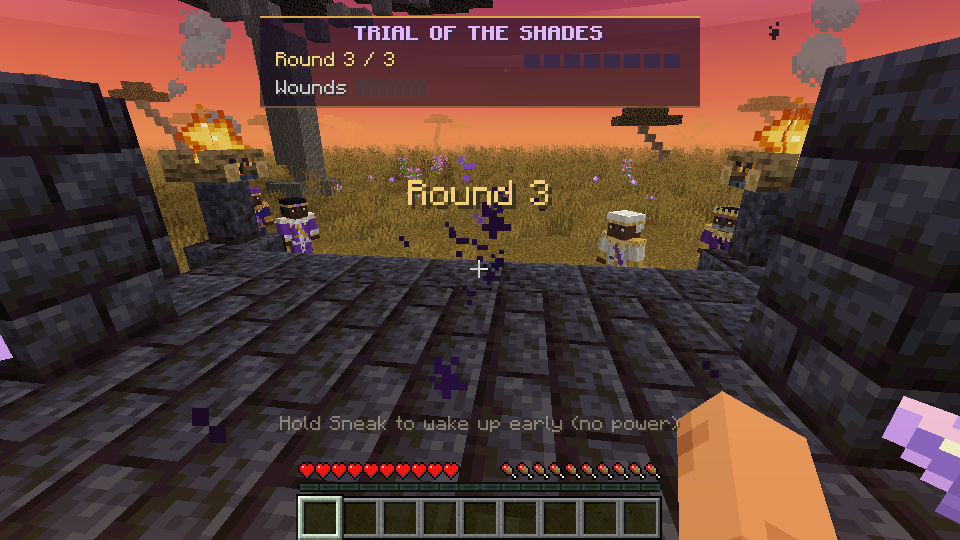 TRIAL OF THE SHADES
Round 3 / 3
Wounds
Round 3
Hold Sneak to wake up early (no power)